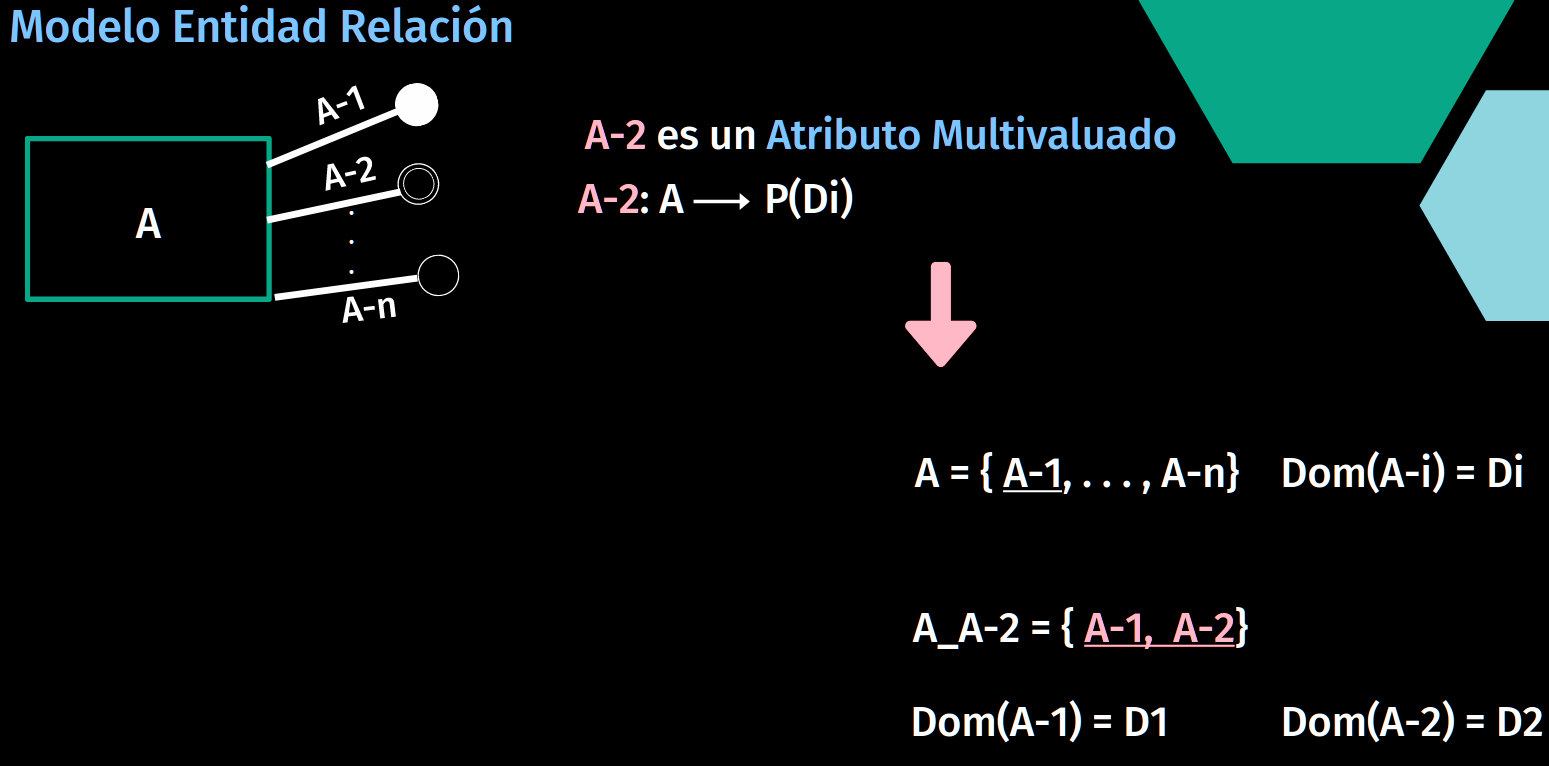 Modelo Entidad Relación
A-1
A-2
A
.
.
.
A-n
A-2 es un Atributo Multivaluado
A-2: A ⟶ P(Di)
A = { A-1, . . . , A-n} Dom(A-i) = Di
A_A-2 = { A-1, A-2}
Dom(A-1) = D1 Dom(A-2) = D2